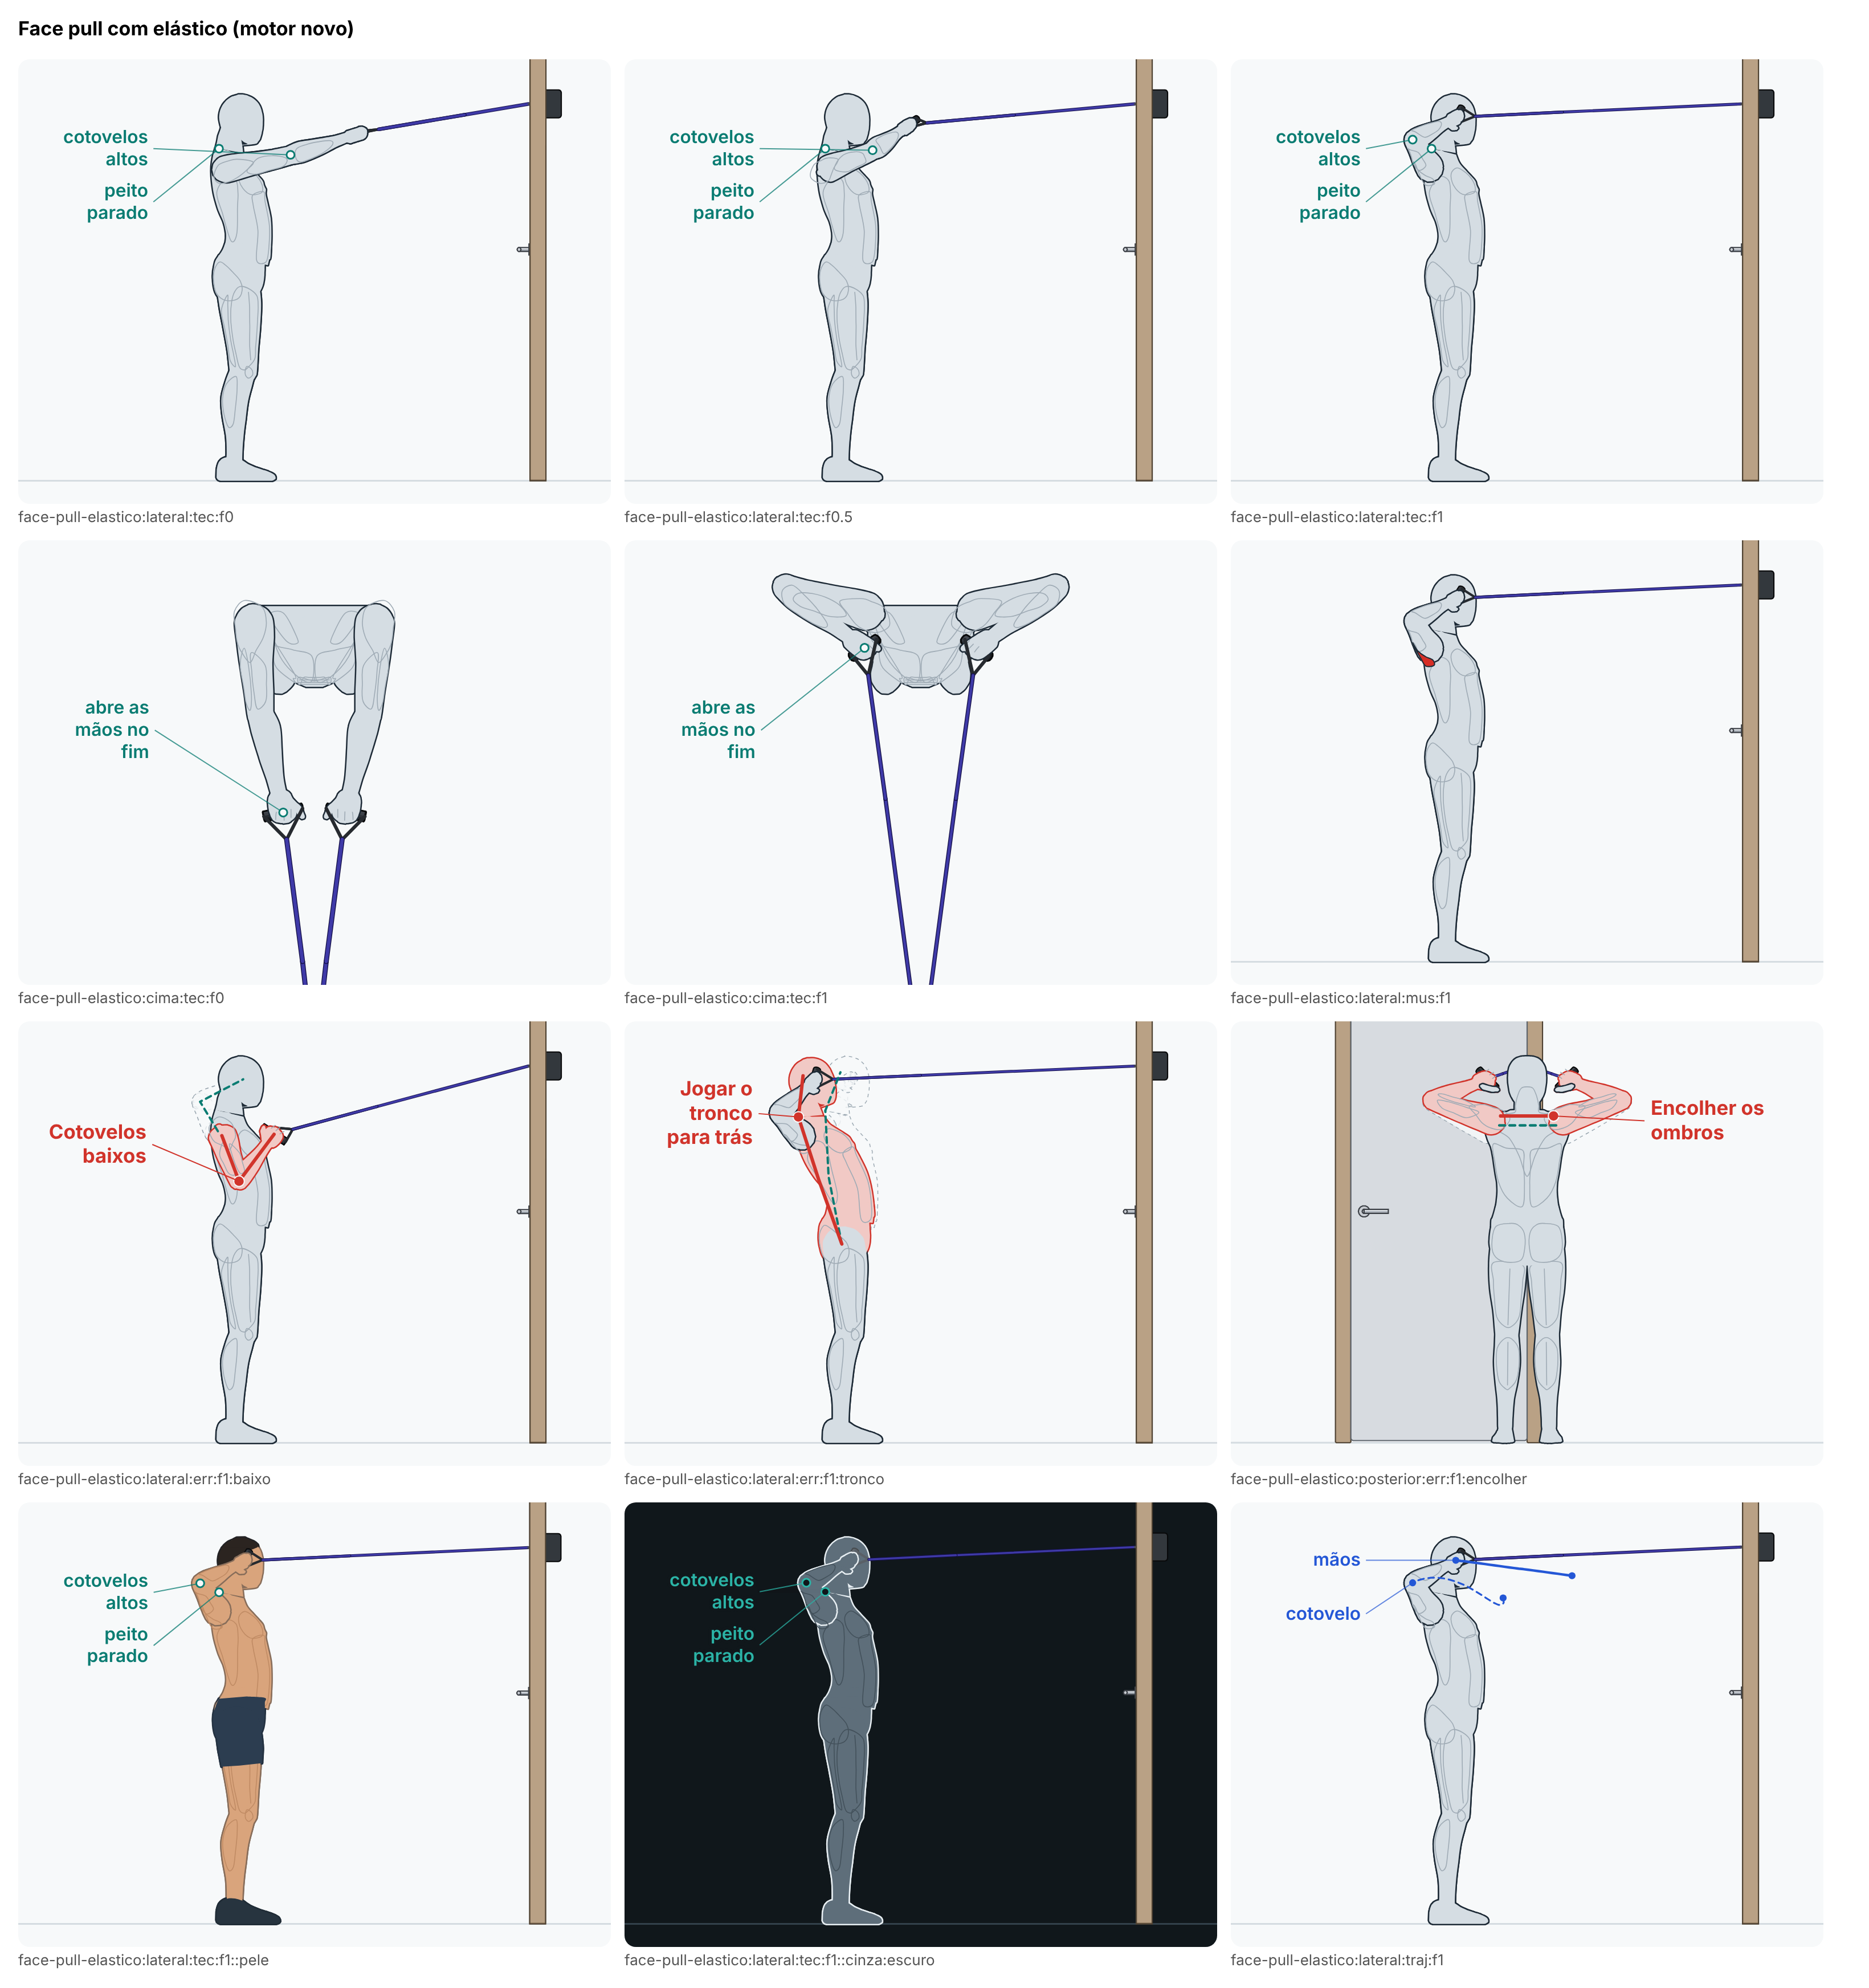 Face pull com elástico (motor novo)
cotovelos
altos
peito
parado
face-pull-elastico:lateral:tec:f0
cotovelos
altos
peito
parado
face-pull-elastico:lateral:tec:f0.5
cotovelos
altos
peito
parado
face-pull-elastico:lateral:tec:f1
abre as
mãos no
fim
face-pull-elastico:cima:tec:f0
abre as
mãos no
fim
face-pull-elastico:cima:tec:f1
face-pull-elastico:lateral:mus:f1
Cotovelos
baixos
face-pull-elastico:lateral:err:f1:baixo
Jogar o
tronco
para trás
face-pull-elastico:lateral:err:f1:tronco
Encolher os
ombros
face-pull-elastico:posterior:err:f1:encolher
cotovelos
altos
peito
parado
face-pull-elastico:lateral:tec:f1::pele
cotovelos
altos
peito
parado
face-pull-elastico:lateral:tec:f1::cinza:escuro
mãos
cotovelo
face-pull-elastico:lateral:traj:f1